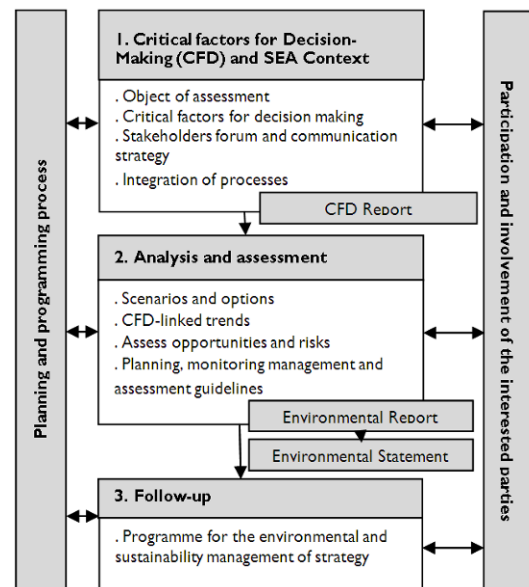 Planning and programming process
1. Critical factors for Decision-
Making (CFD) and SEA Context
. Object of assessment
. Critical factors for decision making
. Stakeholders forum and communication
strategy
. Integration of processes
CFD Report
2. Analysis and assessment
. Scenarios and options
. CFD-linked trends
. Assess opportunities and risks
. Planning, monitoring management and
assessment guidelines
Environmental Report
Environmental Statement
3. Follow-up
. Programme for the environmental and
sustainability management of strategy
Participation and involvement of the interested parties